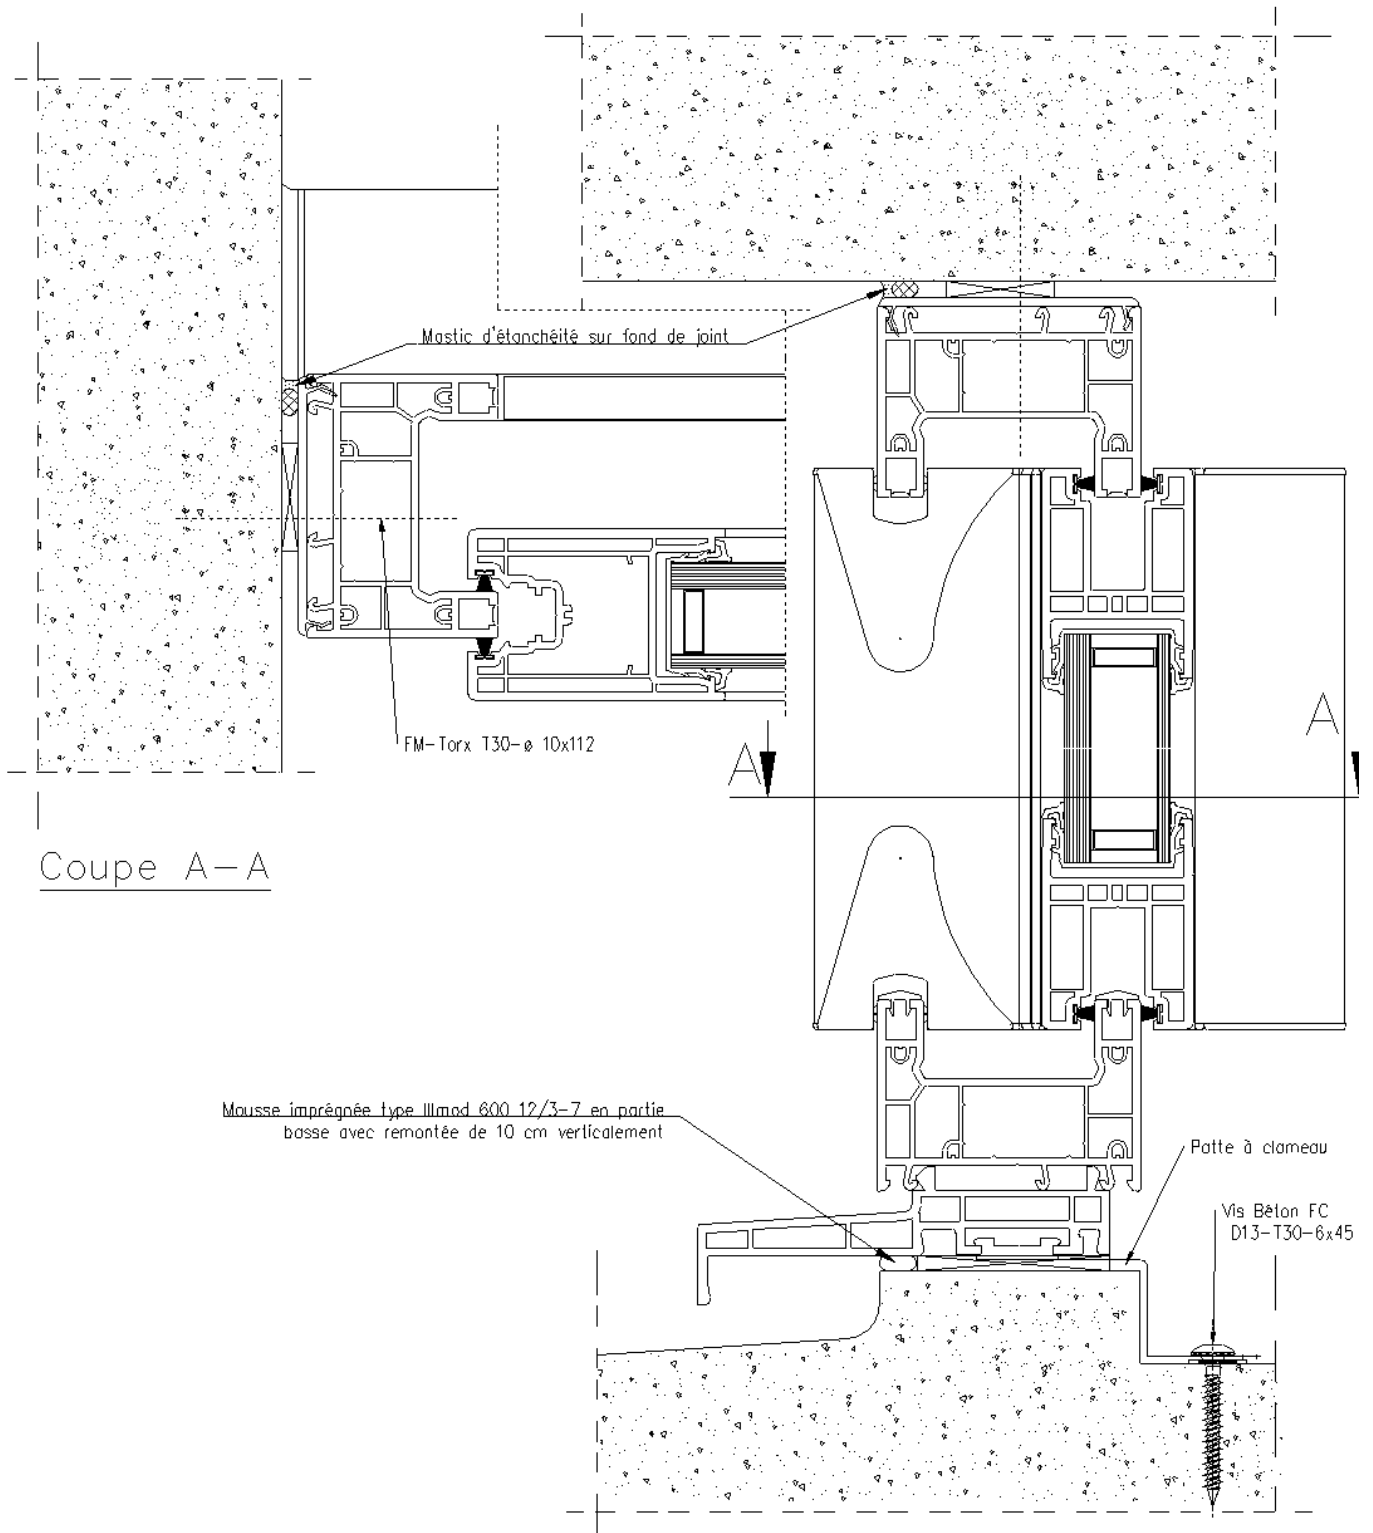 Mastic d'étanchéité sur fond de joint
FM-Torx T30-ø 10x112
A
A
Coupe A-A
Mousse imprégnée type illmod 600 12/3-7 en partie
basse avec remontée de 10 cm verticalement
Patte à clameau
Vis Béton FC
D13-T30-6x45